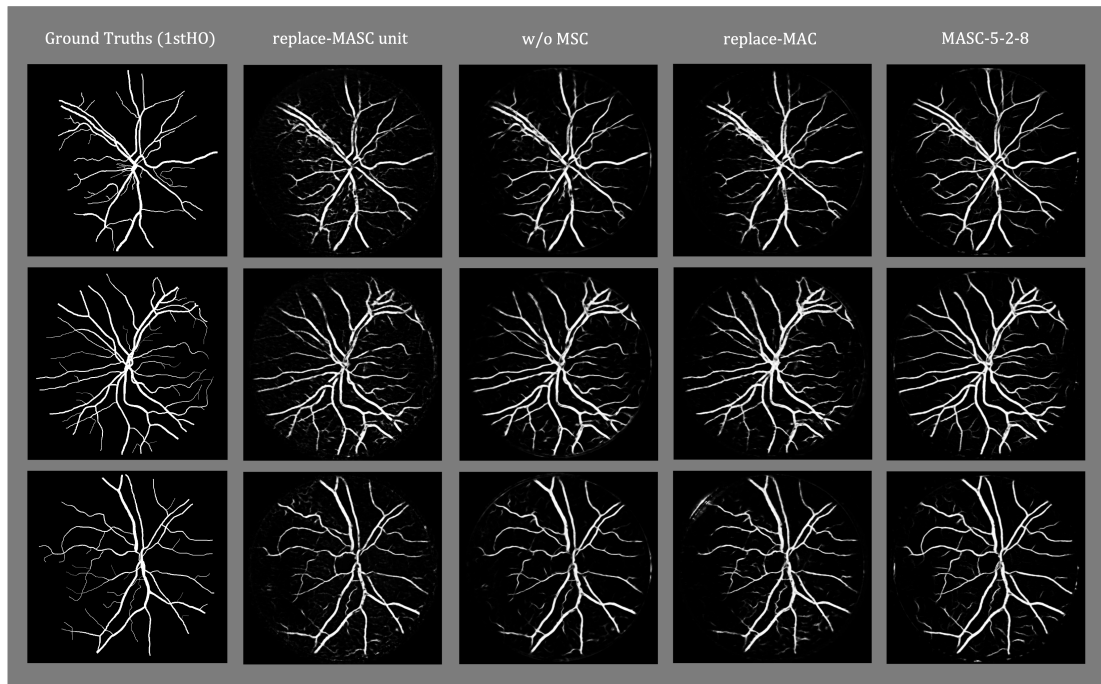 Ground Truths (1stHO)
replace-MASC unit
w/o MSC
replace-MAC
MASC-5-2-8